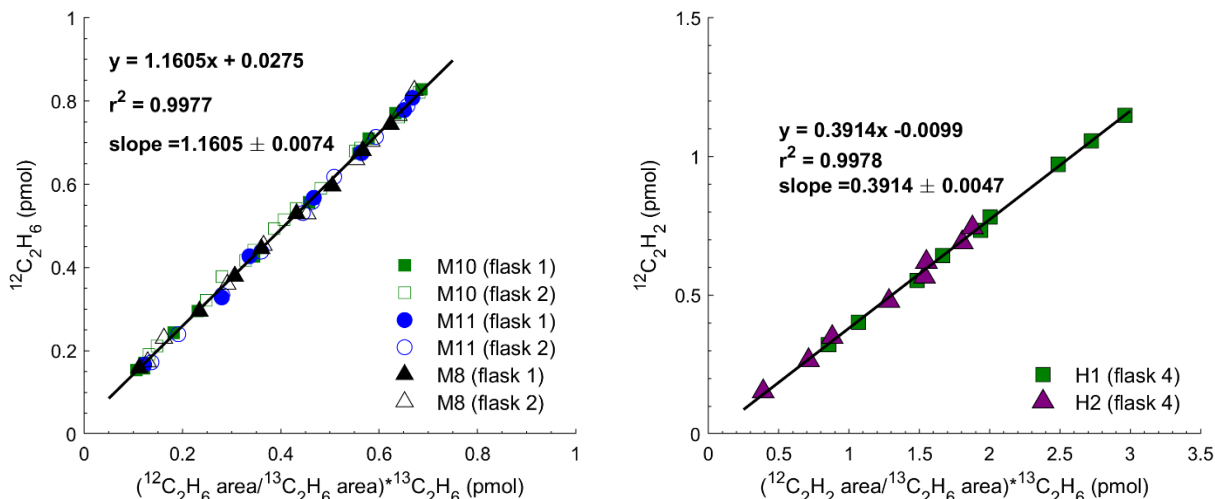 1
0.8
0.6
0.4
0.2
0
0.2
0.4
0.6
0.8
1
¹²C₂H₆ (pmol)
(¹²C₂H₆ area/¹³C₂H₆ area)*¹³C₂H₆ (pmol)
y = 1.1605x + 0.0275
r² = 0.9977
slope =1.1605 ± 0.0074
M10 (flask 1)
M10 (flask 2)
M11 (flask 1)
M11 (flask 2)
M8 (flask 1)
M8 (flask 2)
1.5
1
0.5
0
0
0.5
1
1.5
2
2.5
3
3.5
¹²C₂H₂ (pmol)
(¹²C₂H₂ area/¹³C₂H₆ area)*¹³C₂H₆ (pmol)
y = 0.3914x -0.0099
r² = 0.9978
slope =0.3914 ± 0.0047
H1 (flask 4)
H2 (flask 4)